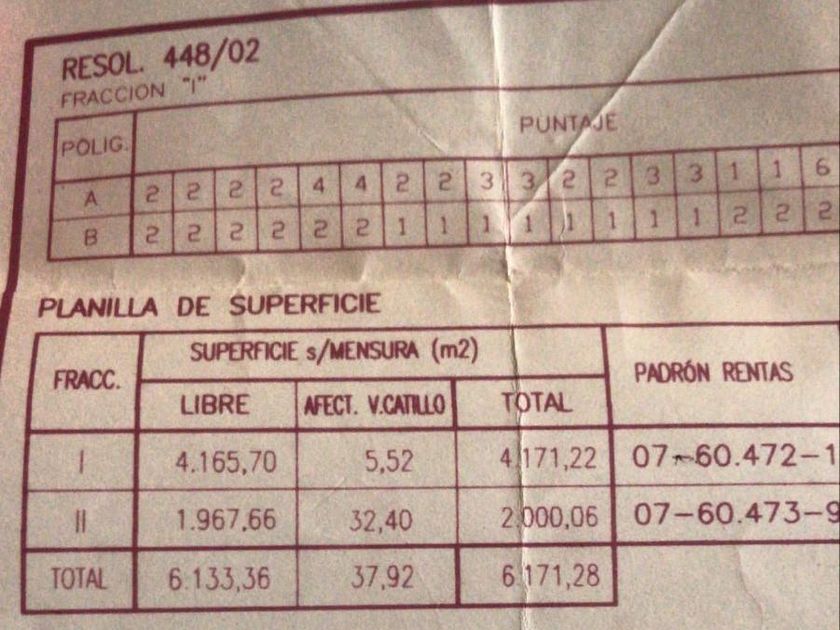 RESOL. 448/02
FRACCION "I"
POLIG. PUNTAJE
A 2 2 2 2 4 4 2 2 3 3 2 2 3 3 1 1 6
B 2 2 2 2 2 2 1 1 1 1 1 1 1 1 2 2 2
PLANILLA DE SUPERFICIE
FRACC. SUPERFICIE s/MENSURA (m2) PADRÓN RENTAS
LIBRE AFECT. V.CATILLO TOTAL
I 4.165,70 5,52 4.171,22 07-60.472-1
II 1.967,66 32,40 2.000,06 07-60.473-9
TOTAL 6.133,36 37,92 6.171,28